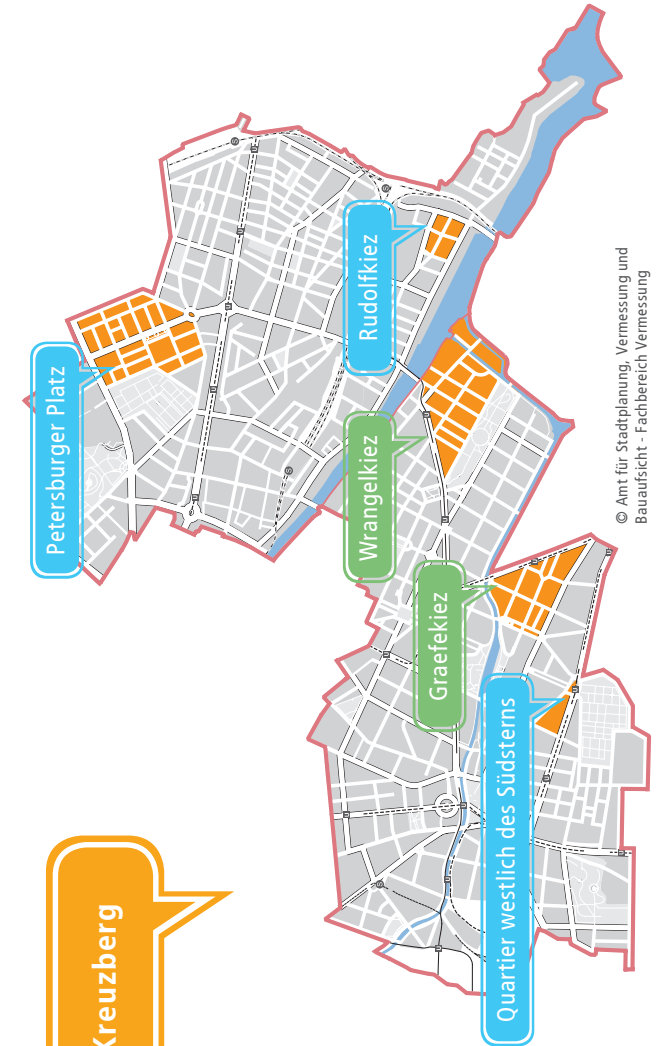 Kreuzberg
Petersburger Platz
Rudolfkiez
Wrangelkiez
Graefekiez
Quartier westlich des Südsterns
© Amt für Stadtplanung, Vermessung und
Bauaufsicht - Fachbereich Vermessung